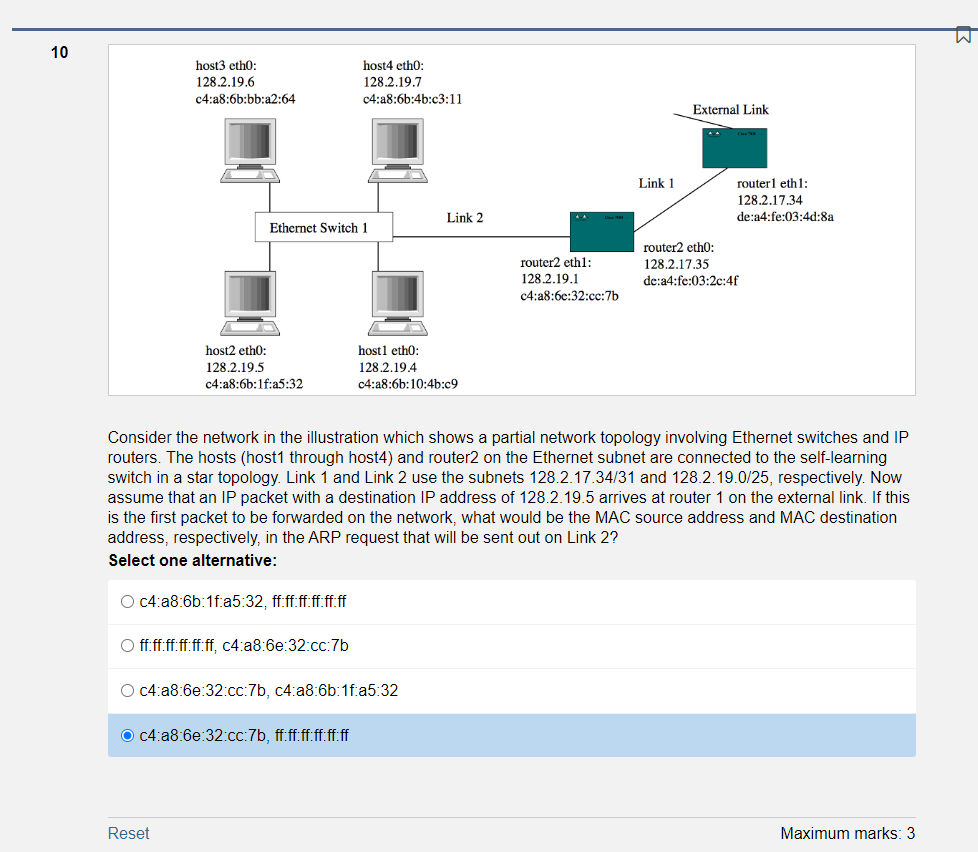 10
host3 eth0:
128.2.19.6
c4:a8:6b:bb:a2:64
host4 eth0:
128.2.19.7
c4:a8:6b:4b:c3:11
External Link
Link 1
router1 eth1:
128.2.17.34
de:a4:fe:03:4d:8a
Link 2
Ethernet Switch 1
router2 eth0:
128.2.17.35
de:a4:fe:03:2c:4f
router2 eth1:
128.2.19.1
c4:a8:6e:32:cc:7b
host2 eth0:
128.2.19.5
c4:a8:6b:1f:a5:32
host1 eth0:
128.2.19.4
c4:a8:6b:10:4b:c9
Consider the network in the illustration which shows a partial network topology involving Ethernet switches and IP
routers. The hosts (host1 through host4) and router2 on the Ethernet subnet are connected to the self-learning
switch in a star topology. Link 1 and Link 2 use the subnets 128.2.17.34/31 and 128.2.19.0/25, respectively. Now
assume that an IP packet with a destination IP address of 128.2.19.5 arrives at router 1 on the external link. If this
is the first packet to be forwarded on the network, what would be the MAC source address and MAC destination
address, respectively, in the ARP request that will be sent out on Link 2?
Select one alternative:
c4:a8:6b:1f:a5:32, ff:ff:ff:ff:ff:ff
ff:ff:ff:ff:ff:ff, c4:a8:6e:32:cc:7b
c4:a8:6e:32:cc:7b, c4:a8:6b:1f:a5:32
c4:a8:6e:32:cc:7b, ff:ff:ff:ff:ff:ff
Reset
Maximum marks: 3